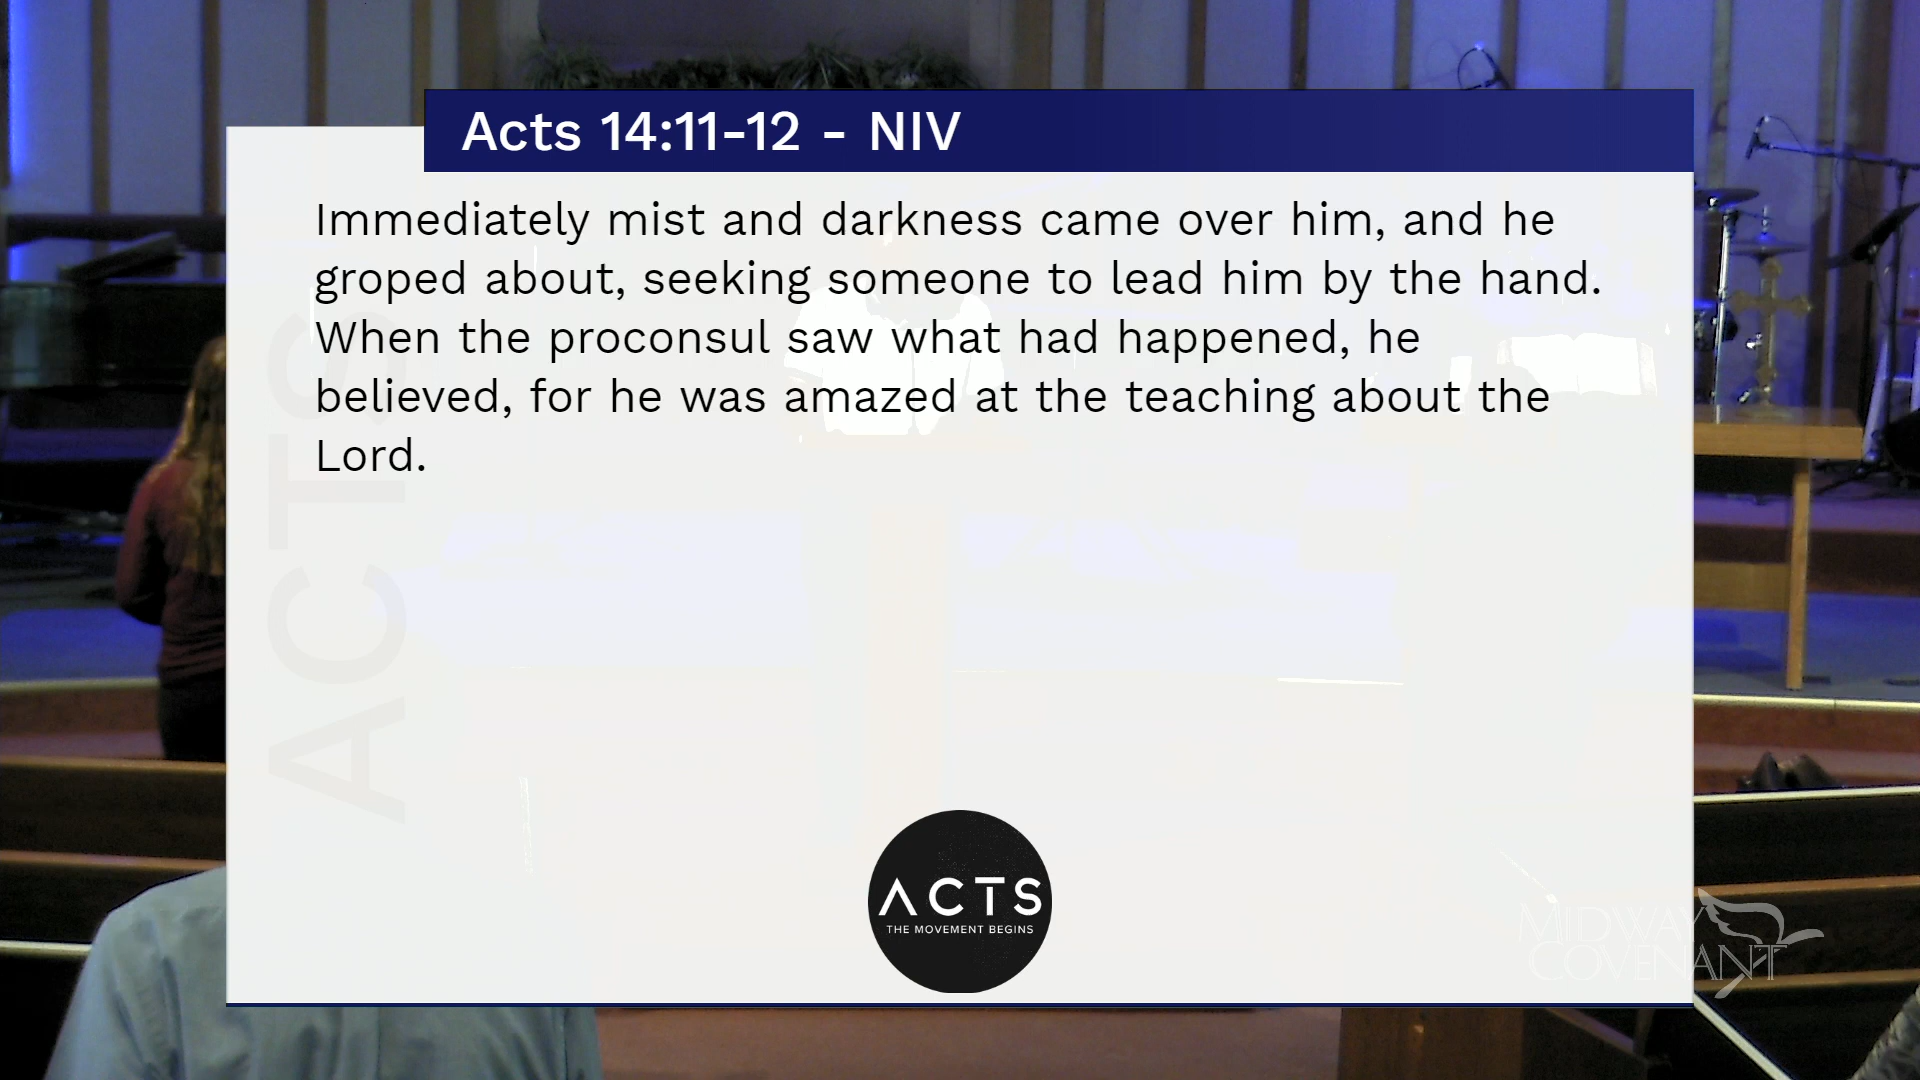 Acts 14:11-12 - NIV
Immediately mist and darkness came over him, and he
groped about, seeking someone to lead him by the hand.
When the proconsul saw what had happened, he
believed, for he was amazed at the teaching about the
Lord.
ACTS
ACTS
THE MOVEMENT BEGINS
MIDWAY
COVENANT